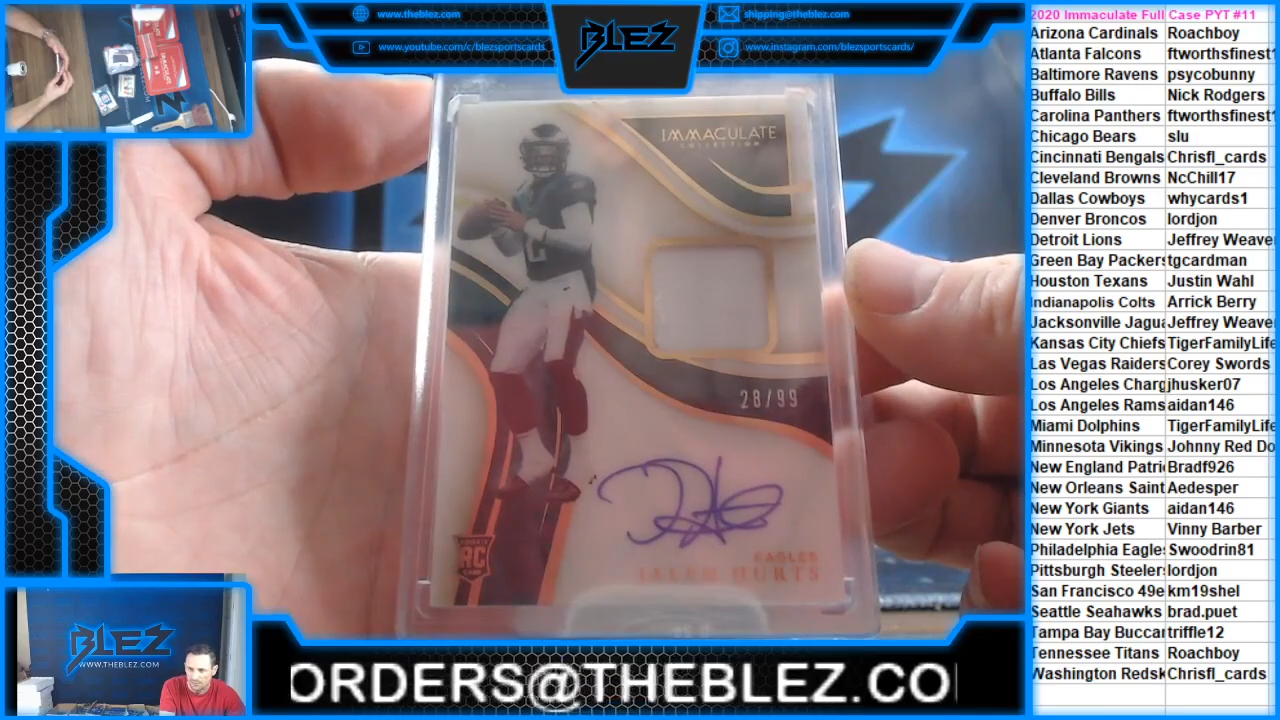 www.theblez.com
www.youtube.com/c/blezsportscards
BLEZ
shipping@theblez.com
www.instagram.com/blezsportscards/
IMMACULATE
COLLECTION
28/99
RC
EAGLES
JALEN HURTS
BLEZ
WWW.THEBLEZ.COM
ORDERS@THEBLEZ.CO
2020 Immaculate Full Case PYT #11
Arizona Cardinals Roachboy
Atlanta Falcons ftworthsfinest1
Baltimore Ravens psycobunny
Buffalo Bills Nick Rodgers
Carolina Panthers ftworthsfinest1
Chicago Bears slu
Cincinnati Bengals Chrisfl_cards
Cleveland Browns NcChill17
Dallas Cowboys whycards1
Denver Broncos lordjon
Detroit Lions Jeffrey Weaver
Green Bay Packers tgcardman
Houston Texans Justin Wahl
Indianapolis Colts Arrick Berry
Jacksonville Jagua Jeffrey Weaver
Kansas City Chiefs TigerFamilyLife
Las Vegas Raiders Corey Swords
Los Angeles Charg jhusker07
Los Angeles Rams aidan146
Miami Dolphins TigerFamilyLife
Minnesota Vikings Johnny Red Do
New England Patri Bradf926
New Orleans Saint Aedesper
New York Giants aidan146
New York Jets Vinny Barber
Philadelphia Eagle Swoodrin81
Pittsburgh Steeler lordjon
San Francisco 49e km19shel
Seattle Seahawks brad.puet
Tampa Bay Buccan triffle12
Tennessee Titans Roachboy
Washington Redsk Chrisfl_cards